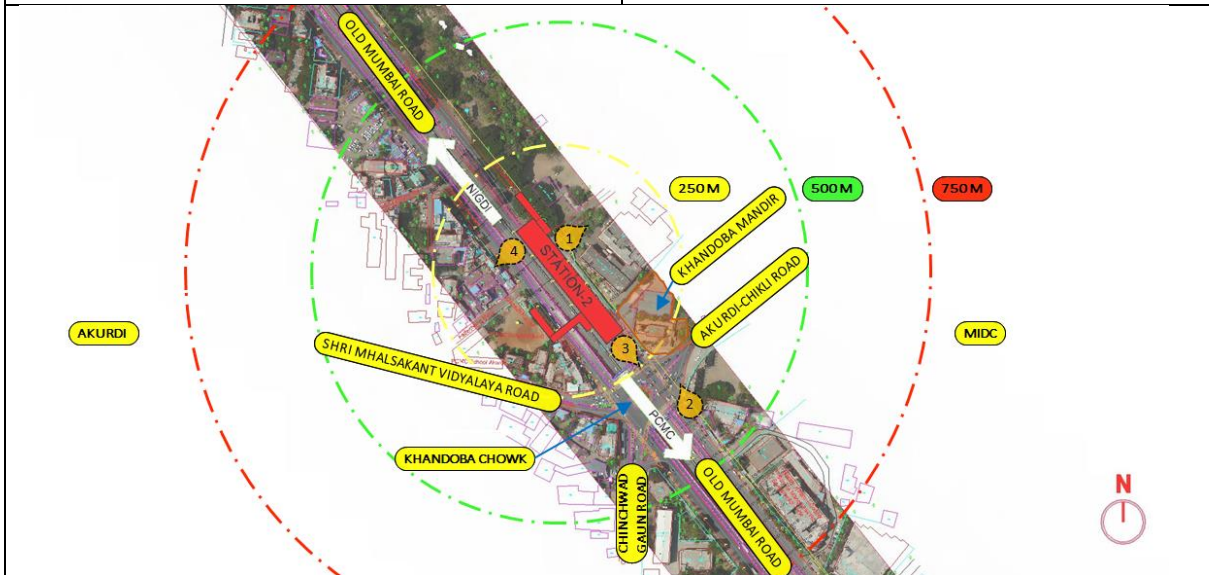 OLD MUMBAI ROAD
NIGDI
250 M
500 M
750 M
KHANDOBA MANDIR
1
4
STATION-2
AKURDI-CHIKLI ROAD
AKURDI
MIDC
3
SHRI MHALSAKANT VIDYALAYA ROAD
2
PCMC
KHANDOBA CHOWK
CHINCHWAD
GAUN ROAD
OLD MUMBAI ROAD
N